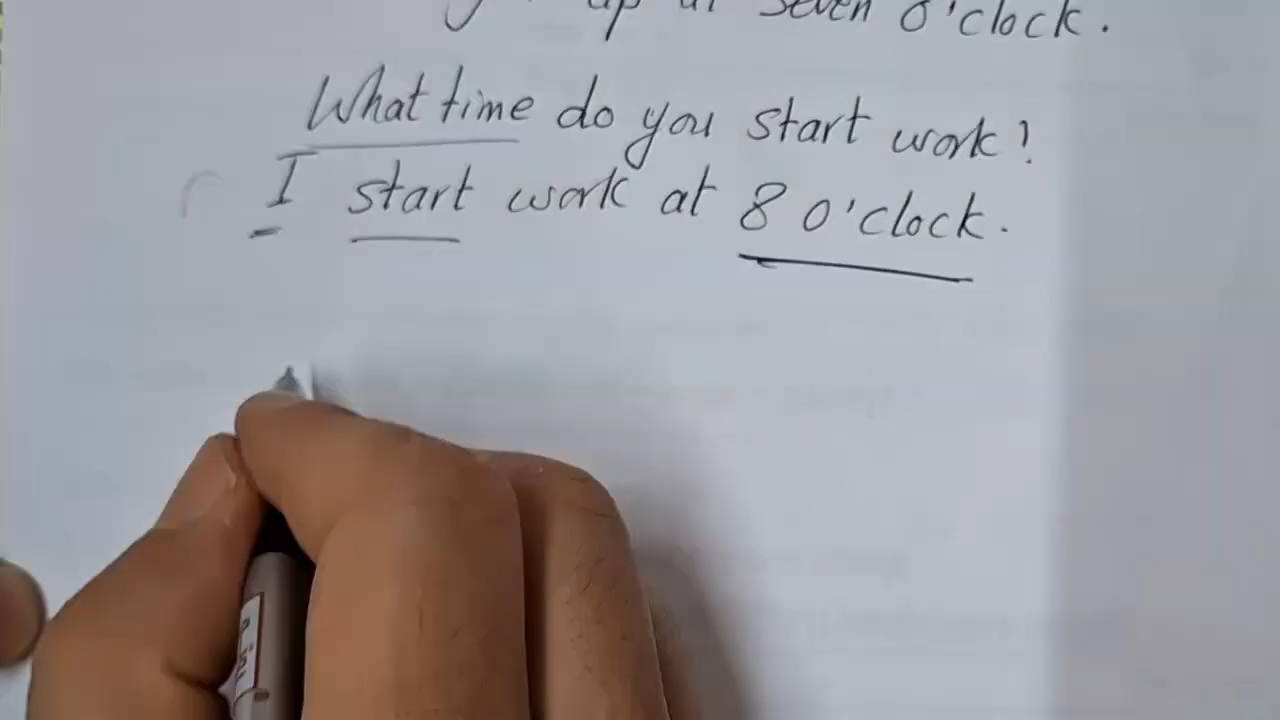 up at seven o'clock.
What time do you start work?
I start work at 8 o'clock.